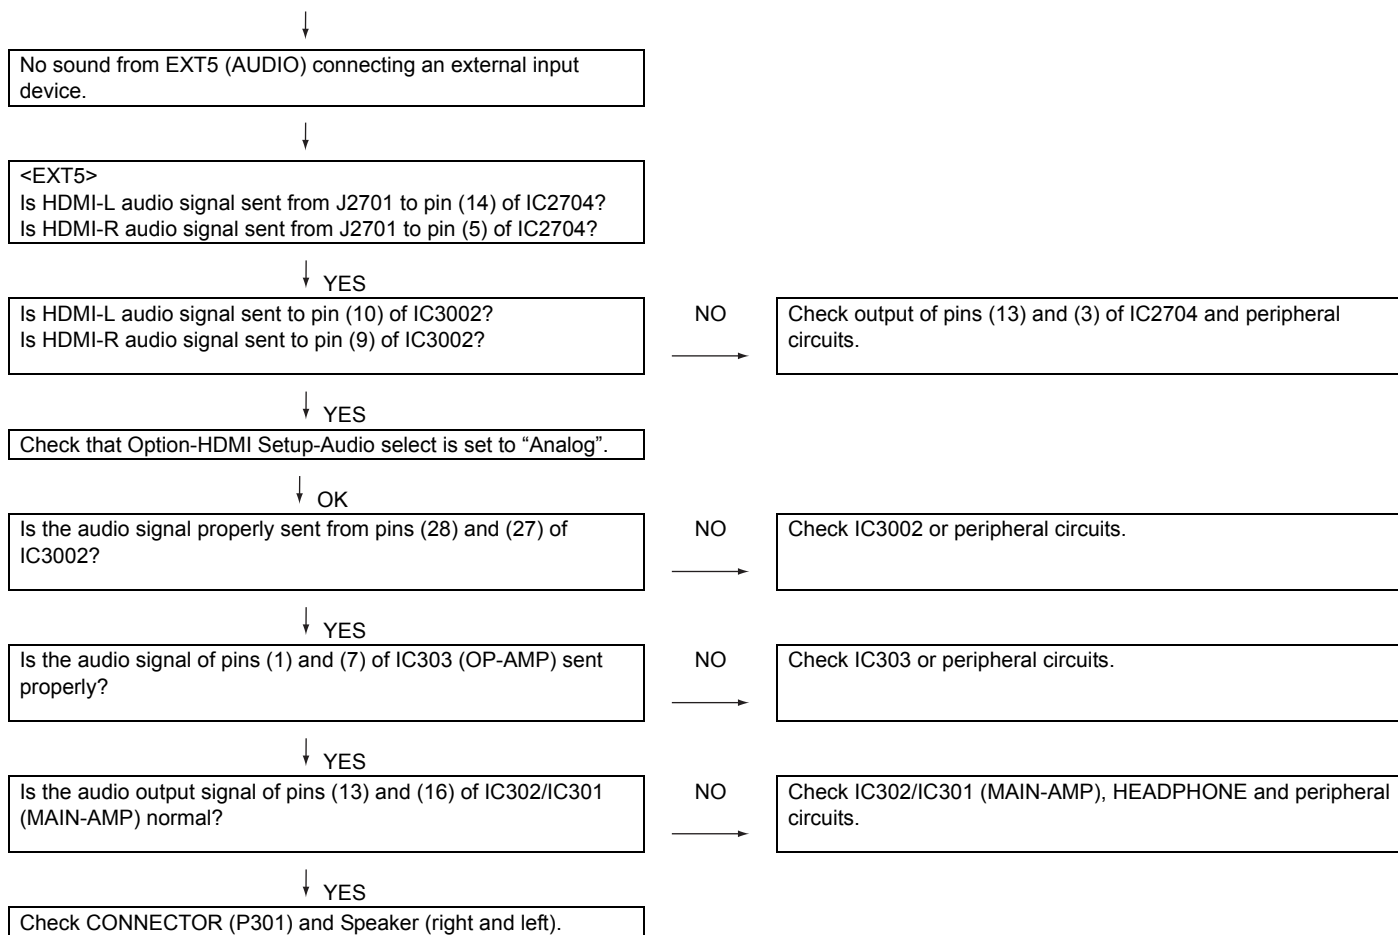 No sound from EXT5 (AUDIO) connecting an external input
device.
<EXT5>
Is HDMI-L audio signal sent from J2701 to pin (14) of IC2704?
Is HDMI-R audio signal sent from J2701 to pin (5) of IC2704?
YES
Is HDMI-L audio signal sent to pin (10) of IC3002?
Is HDMI-R audio signal sent to pin (9) of IC3002?
NO
Check output of pins (13) and (3) of IC2704 and peripheral
circuits.
YES
Check that Option-HDMI Setup-Audio select is set to “Analog”.
OK
Is the audio signal properly sent from pins (28) and (27) of
IC3002?
NO
Check IC3002 or peripheral circuits.
YES
Is the audio signal of pins (1) and (7) of IC303 (OP-AMP) sent
properly?
NO
Check IC303 or peripheral circuits.
YES
Is the audio output signal of pins (13) and (16) of IC302/IC301
(MAIN-AMP) normal?
NO
Check IC302/IC301 (MAIN-AMP), HEADPHONE and peripheral
circuits.
YES
Check CONNECTOR (P301) and Speaker (right and left).